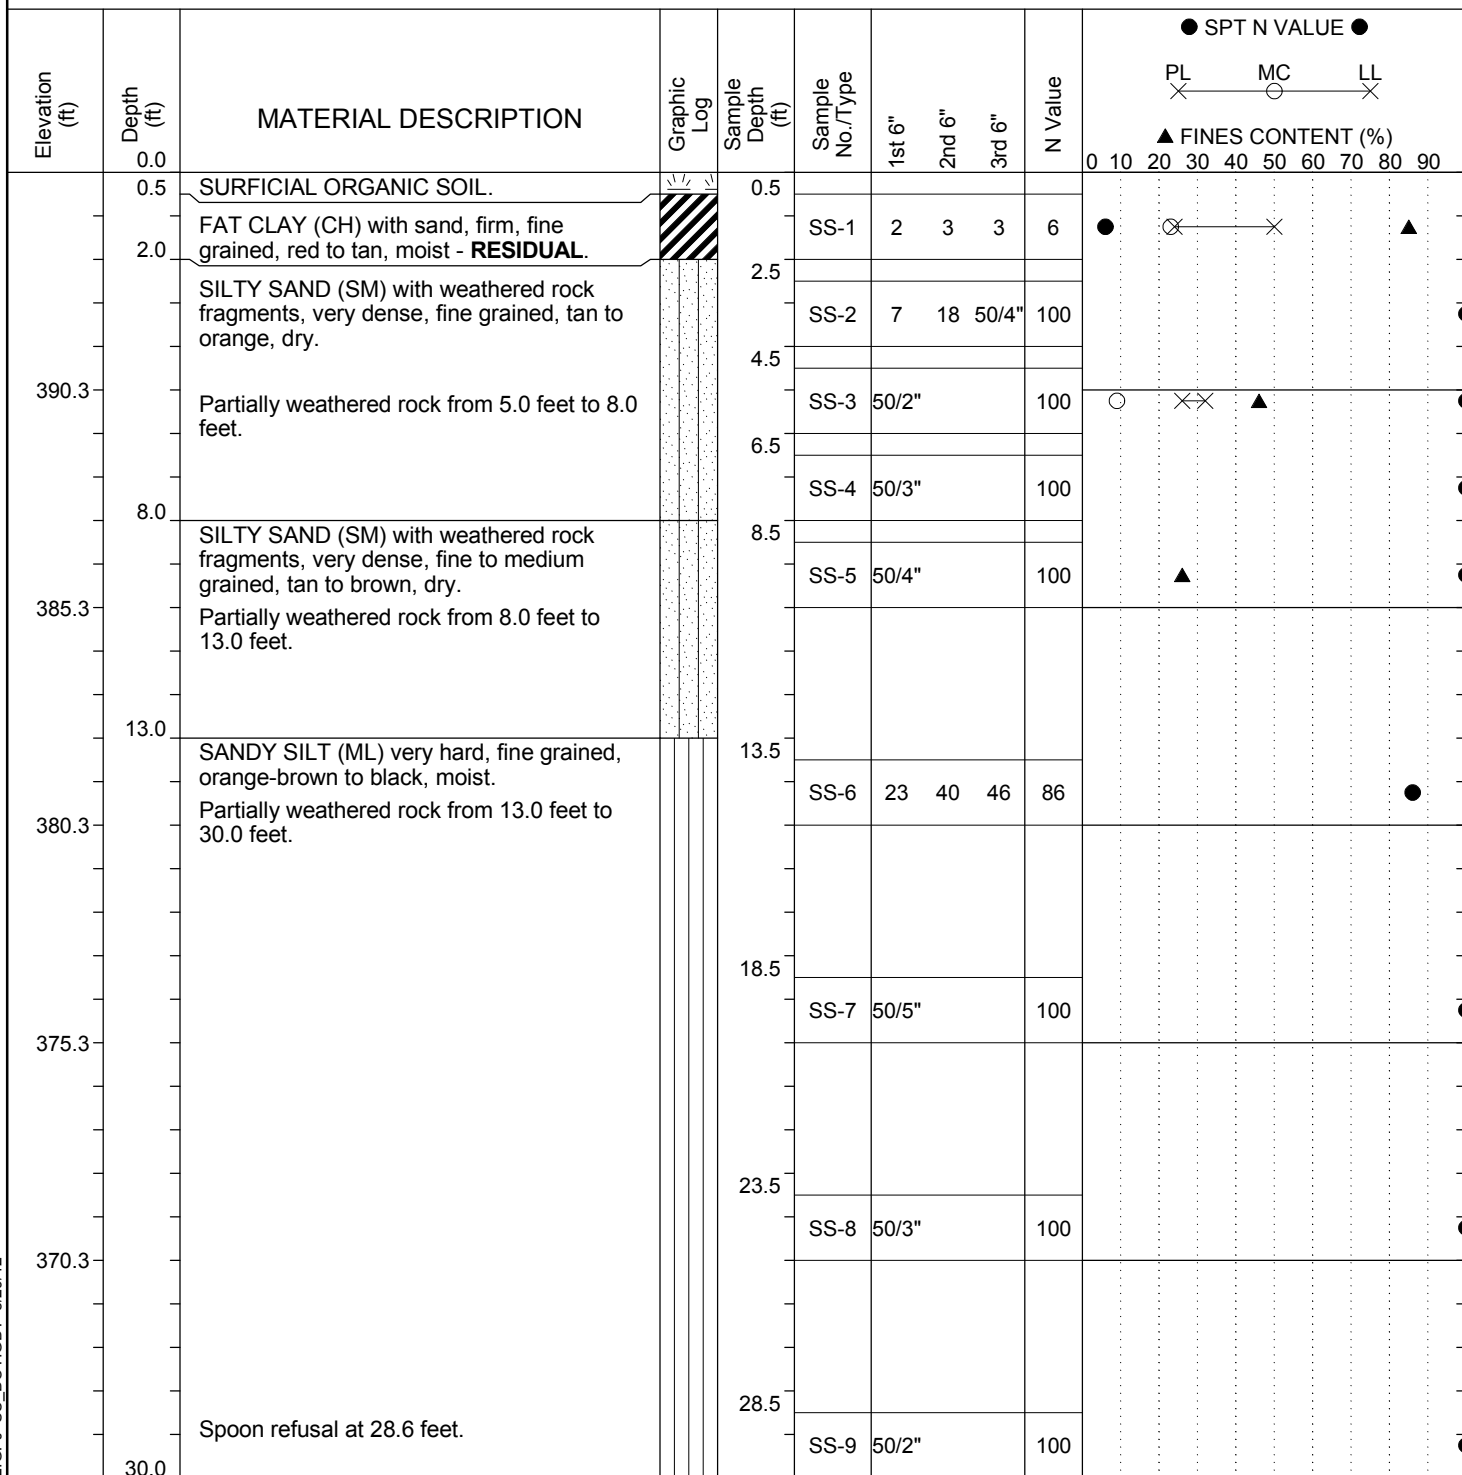 ● SPT N VALUE ●
PL MC LL
▲ FINES CONTENT (%)
Elevation (ft)
Depth (ft)
MATERIAL DESCRIPTION
Graphic Log
Sample Depth (ft)
Sample No./Type
1st 6"
2nd 6"
3rd 6"
N Value
0.0
0 10 20 30 40 50 60 70 80 90
0.5 SURFICIAL ORGANIC SOIL. 0.5
FAT CLAY (CH) with sand, firm, fine SS-1 2 3 3 6
2.0 grained, red to tan, moist - RESIDUAL.
2.5
SILTY SAND (SM) with weathered rock
fragments, very dense, fine grained, tan to SS-2 7 18 50/4" 100
orange, dry.
4.5
390.3
Partially weathered rock from 5.0 feet to 8.0 SS-3 50/2" 100
feet.
6.5
SS-4 50/3" 100
8.0
8.5
SILTY SAND (SM) with weathered rock
fragments, very dense, fine to medium
grained, tan to brown, dry. SS-5 50/4" 100
385.3
Partially weathered rock from 8.0 feet to
13.0 feet.
13.0
SANDY SILT (ML) very hard, fine grained, 13.5
orange-brown to black, moist.
SS-6 23 40 46 86
Partially weathered rock from 13.0 feet to
380.3
30.0 feet.
18.5
SS-7 50/5" 100
375.3
23.5
SS-8 50/3" 100
370.3
28.5
Spoon refusal at 28.6 feet.
SS-9 50/2" 100
30.0